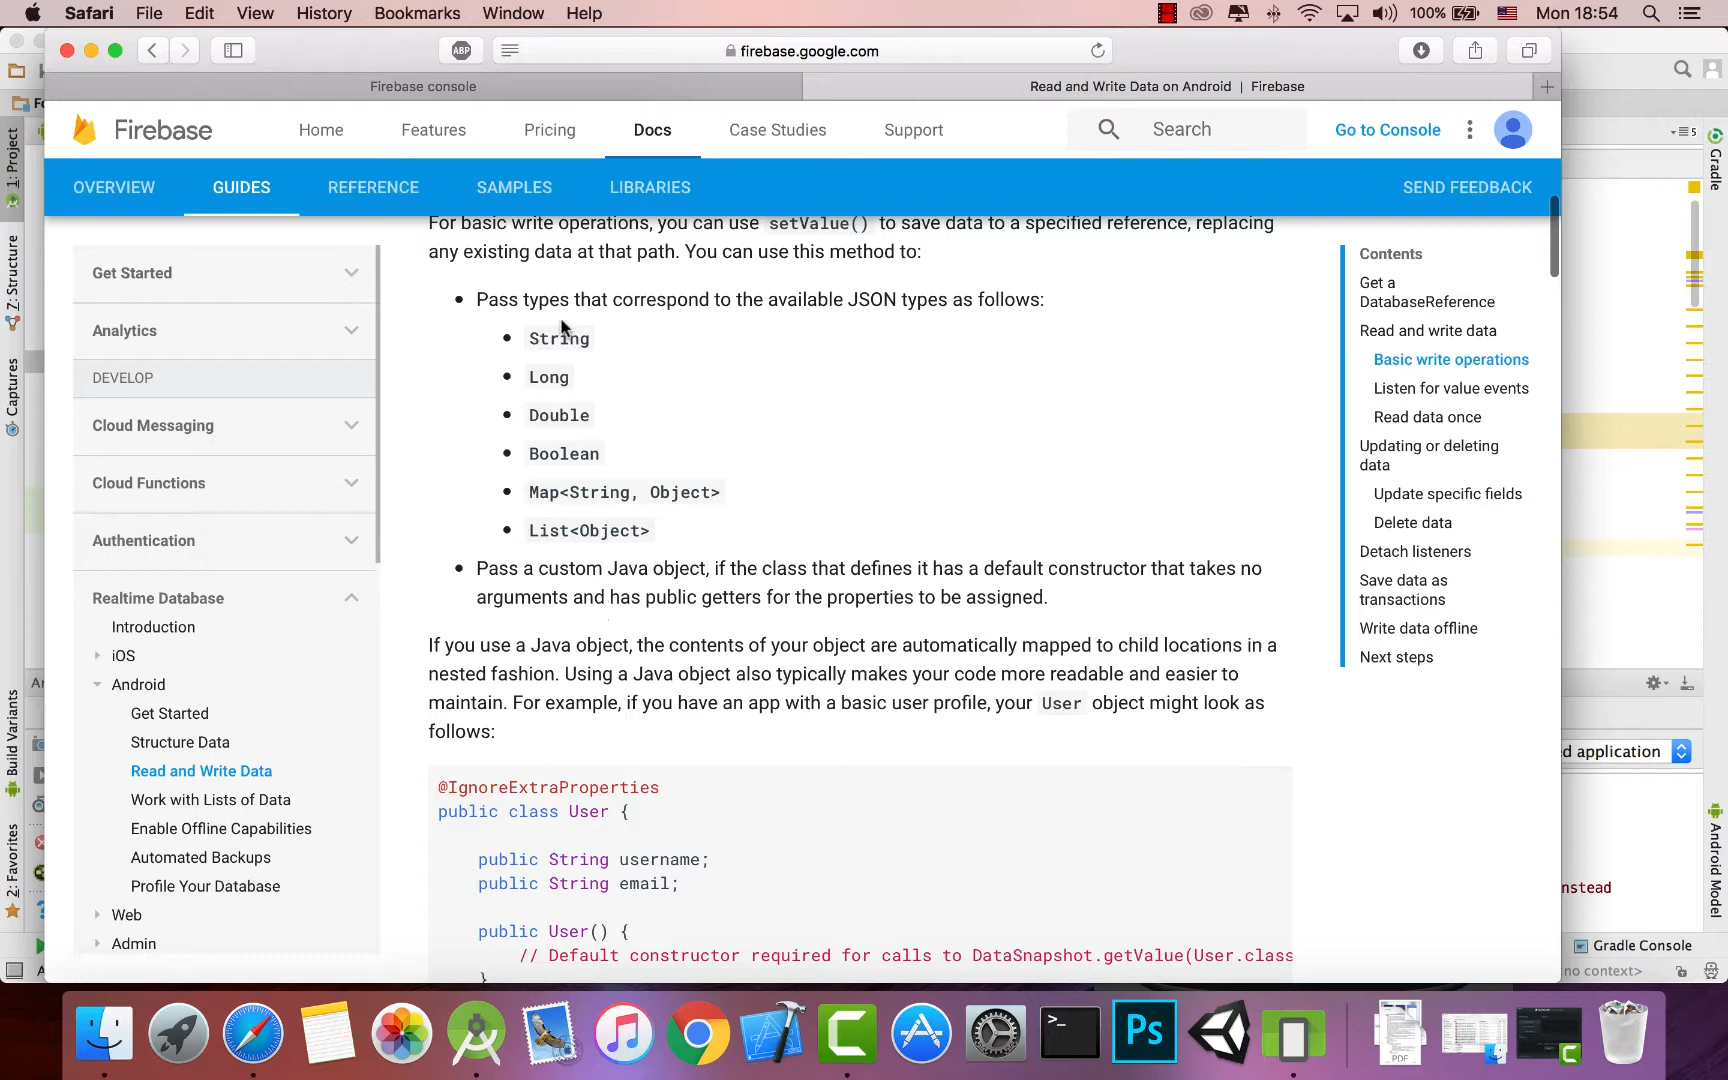 Safari File Edit View History Bookmarks Window Help 100% Mon 18:54
ABP firebase.google.com
Firebase console Read and Write Data on Android | Firebase
Firebase Home Features Pricing Docs Case Studies Support Search Go to Console
OVERVIEW GUIDES REFERENCE SAMPLES LIBRARIES SEND FEEDBACK
1: Project
Z: Structure
Captures
Build Variants
2: Favorites
Get Started
Analytics
DEVELOP
Cloud Messaging
Cloud Functions
Authentication
Realtime Database
Introduction
iOS
Android
Get Started
Structure Data
Read and Write Data
Work with Lists of Data
Enable Offline Capabilities
Automated Backups
Profile Your Database
Web
Admin
For basic write operations, you can use setValue() to save data to a specified reference, replacing
any existing data at that path. You can use this method to:
Pass types that correspond to the available JSON types as follows:
String
Long
Double
Boolean
Map<String, Object>
List<Object>
Pass a custom Java object, if the class that defines it has a default constructor that takes no
arguments and has public getters for the properties to be assigned.
If you use a Java object, the contents of your object are automatically mapped to child locations in a
nested fashion. Using a Java object also typically makes your code more readable and easier to
maintain. For example, if you have an app with a basic user profile, your User object might look as
follows:
@IgnoreExtraProperties
public class User {
public String username;
public String email;
public User() {
// Default constructor required for calls to DataSnapshot.getValue(User.class
}
Contents
Get a
DatabaseReference
Read and write data
Basic write operations
Listen for value events
Read data once
Updating or deleting
data
Update specific fields
Delete data
Detach listeners
Save data as
transactions
Write data offline
Next steps
5
Gradle
Android Model
ed application
nstead
Gradle Console
no context>
Ps
PDF